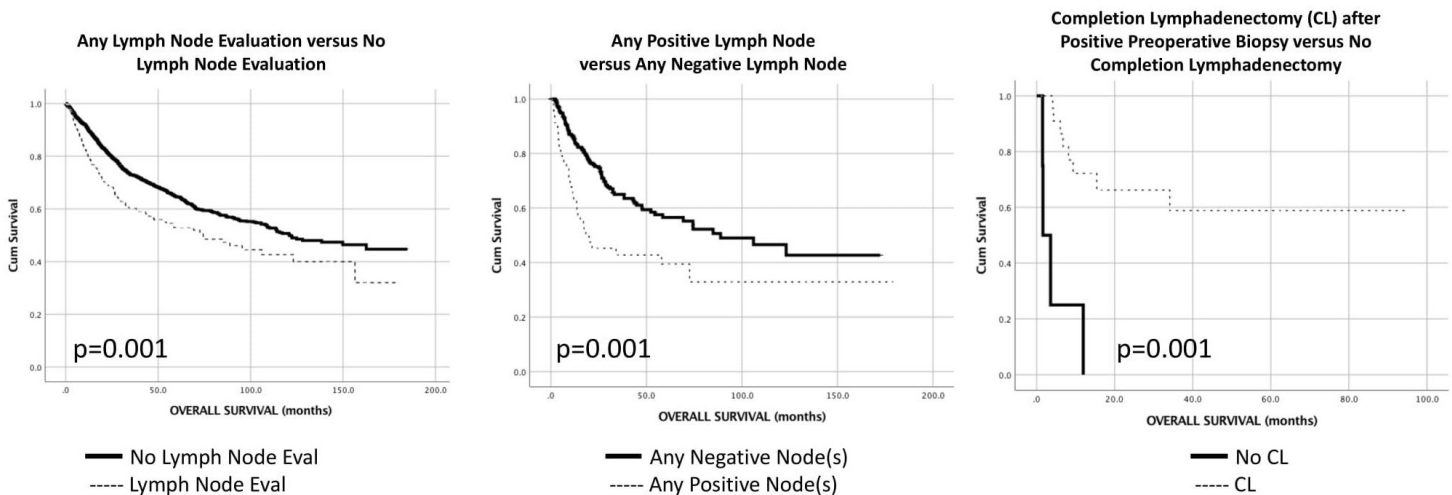 Any Lymph Node Evaluation versus No
Lymph Node Evaluation
Cum Survival
1.0
0.8
0.6
0.4
0.2
0.0
p=0.001
.0
50.0
100.0
150.0
200.0
OVERALL SURVIVAL (months)
No Lymph Node Eval
Lymph Node Eval
Any Positive Lymph Node
versus Any Negative Lymph Node
Cum Survival
1.0
0.8
0.6
0.4
0.2
0.0
p=0.001
.0
50.0
100.0
150.0
200.0
OVERALL SURVIVAL (months)
Any Negative Node(s)
Any Positive Node(s)
Completion Lymphadenectomy (CL) after
Positive Preoperative Biopsy versus No
Completion Lymphadenectomy
Cum Survival
1.0
0.8
0.6
0.4
0.2
0.0
p=0.001
.0
20.0
40.0
60.0
80.0
100.0
OVERALL SURVIVAL (months)
No CL
CL